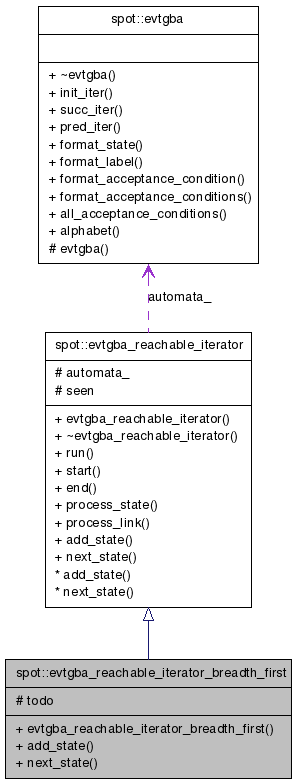 spot::evtgba
+ ~evtgba()
+ init_iter()
+ succ_iter()
+ pred_iter()
+ format_state()
+ format_label()
+ format_acceptance_condition()
+ format_acceptance_conditions()
+ all_acceptance_conditions()
+ alphabet()
# evtgba()
automata_
spot::evtgba_reachable_iterator
# automata_
# seen
+ evtgba_reachable_iterator()
+ ~evtgba_reachable_iterator()
+ run()
+ start()
+ end()
+ process_state()
+ process_link()
+ add_state()
+ next_state()
* add_state()
* next_state()
spot::evtgba_reachable_iterator_breadth_first
# todo
+ evtgba_reachable_iterator_breadth_first()
+ add_state()
+ next_state()